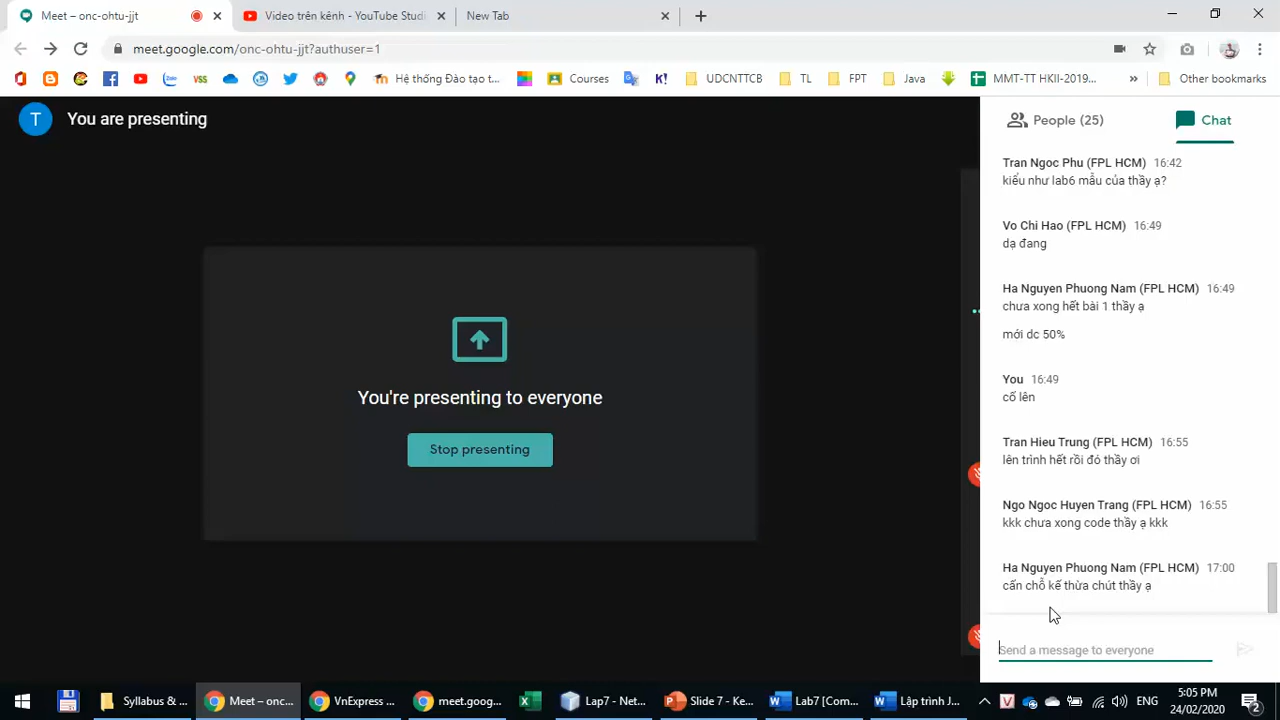 Meet – onc-ohtu-jjt
Video trên kênh - YouTube Studi
New Tab
meet.google.com/onc-ohtu-jjt?authuser=1
Hệ thống Đào tạo t...
Courses
K!
UDCNTTCB
TL
FPT
Java
MMT-TT HKII-2019...
»
Other bookmarks
T
You are presenting
People (25)
Chat
Tran Ngoc Phu (FPL HCM) 16:42
kiểu như lab6 mẫu của thầy ạ?
Vo Chi Hao (FPL HCM) 16:49
dạ đang
Ha Nguyen Phuong Nam (FPL HCM) 16:49
chưa xong hết bài 1 thầy ạ
mới dc 50%
You 16:49
cố lên
Tran Hieu Trung (FPL HCM) 16:55
lên trình hết rồi đó thầy ơi
Ngo Ngoc Huyen Trang (FPL HCM) 16:55
kkk chưa xong code thầy ạ kkk
Ha Nguyen Phuong Nam (FPL HCM) 17:00
cấn chỗ kế thừa chút thầy ạ
You're presenting to everyone
Stop presenting
Send a message to everyone
Syllabus & ...
Meet – onc-...
VnExpress ...
meet.goog...
Lap7 - Net...
Slide 7 - Ke...
Lab7 [Com...
Lập trình J...
ENG
5:05 PM
24/02/2020
2